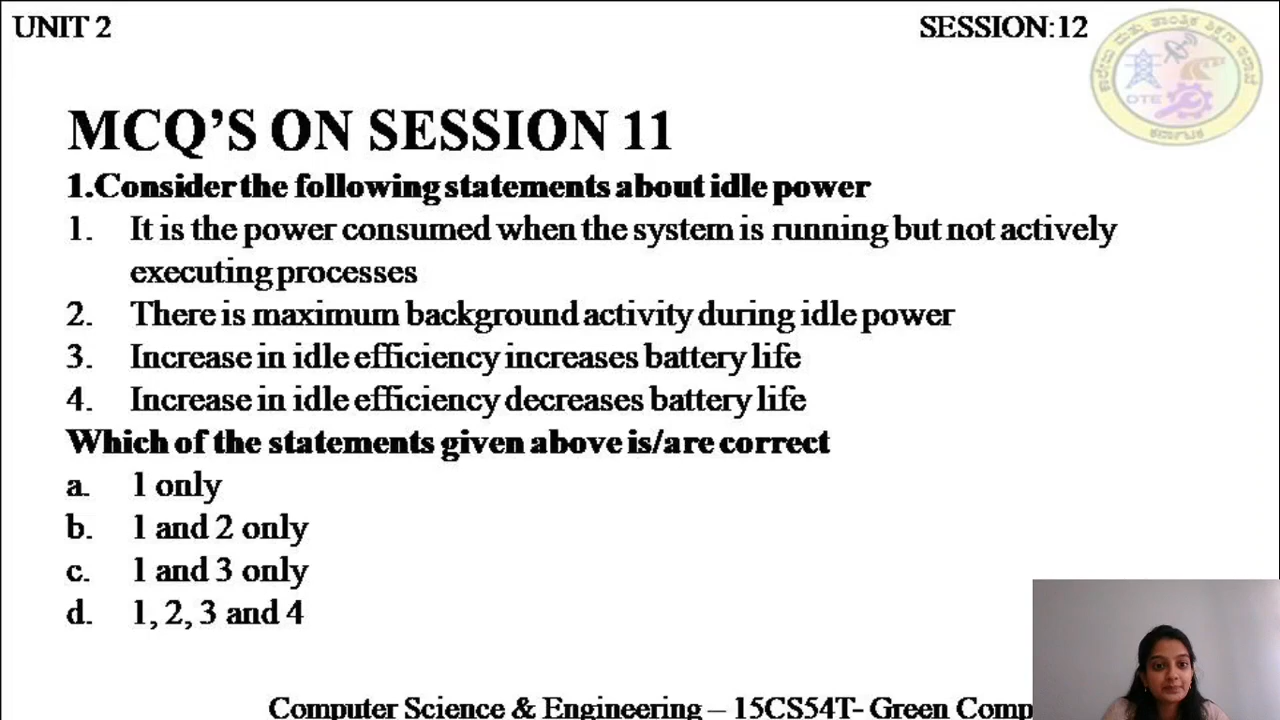 UNIT 2
SESSION:12
DTE
MCQ’S ON SESSION 11
1.Consider the following statements about idle power
1. It is the power consumed when the system is running but not actively
executing processes
2. There is maximum background activity during idle power
3. Increase in idle efficiency increases battery life
4. Increase in idle efficiency decreases battery life
Which of the statements given above is/are correct
a. 1 only
b. 1 and 2 only
c. 1 and 3 only
d. 1, 2, 3 and 4
Computer Science & Engineering – 15CS54T- Green Comp